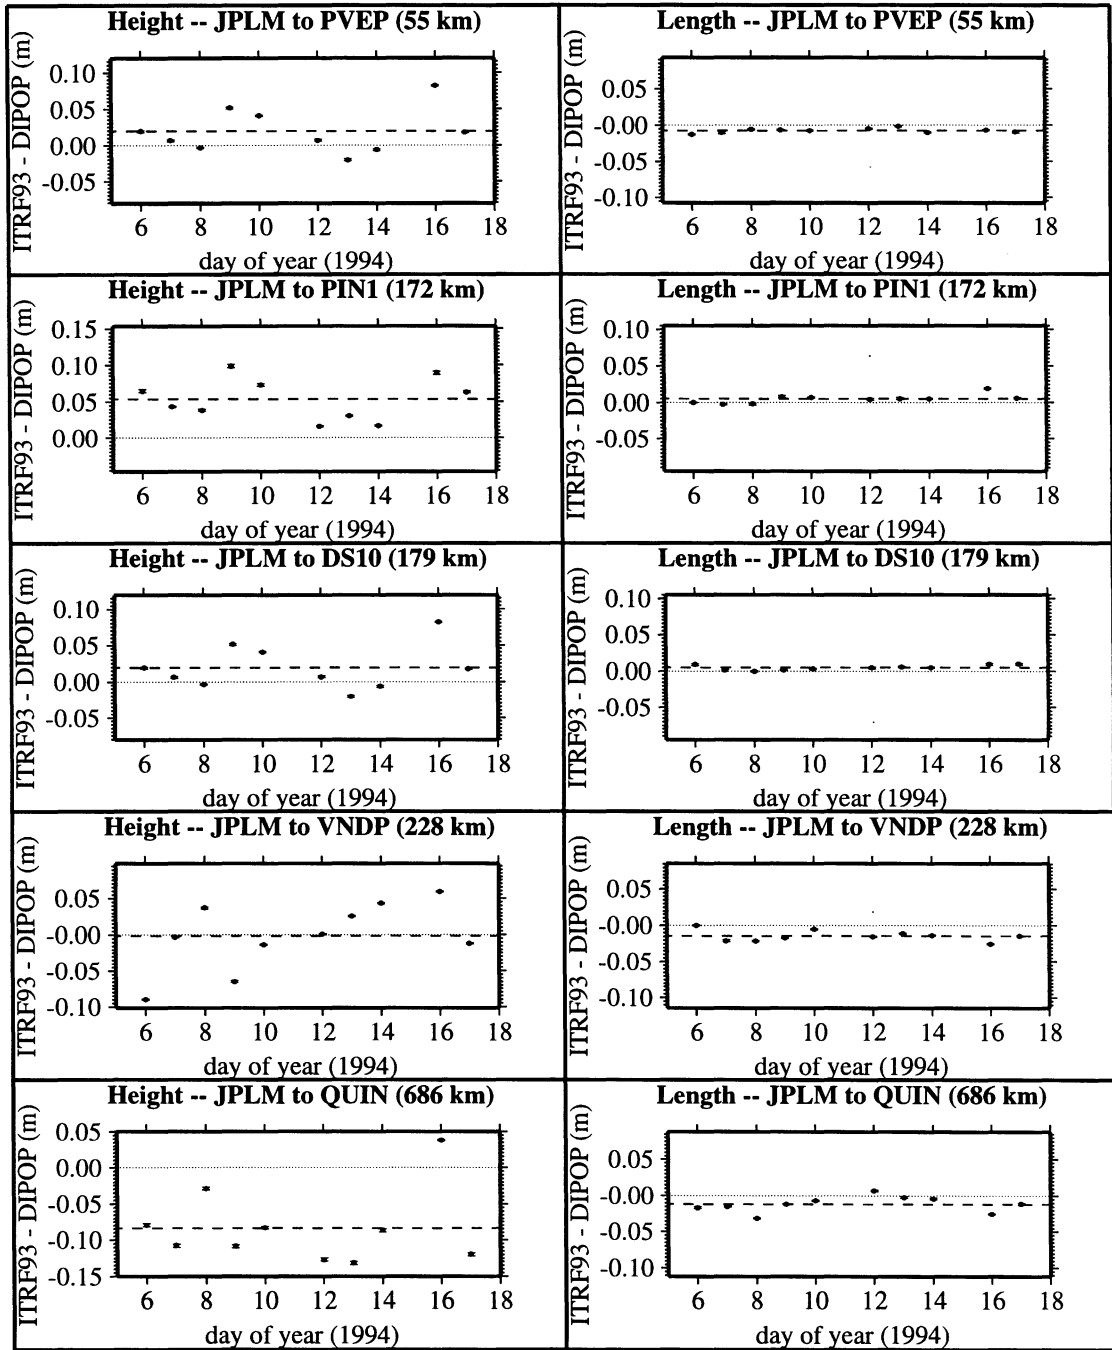 Height -- JPLM to PVEP (55 km)
ITRF93 - DIPOP (m)
0.10
0.05
0.00
-0.05
6 8 10 12 14 16 18
day of year (1994)
Length -- JPLM to PVEP (55 km)
ITRF93 - DIPOP (m)
0.05
-0.00
-0.05
-0.10
6 8 10 12 14 16 18
day of year (1994)
Height -- JPLM to PIN1 (172 km)
ITRF93 - DIPOP (m)
0.15
0.10
0.05
0.00
6 8 10 12 14 16 18
day of year (1994)
Length -- JPLM to PIN1 (172 km)
ITRF93 - DIPOP (m)
0.10
0.05
0.00
-0.05
6 8 10 12 14 16 18
day of year (1994)
Height -- JPLM to DS10 (179 km)
ITRF93 - DIPOP (m)
0.10
0.05
0.00
-0.05
6 8 10 12 14 16 18
day of year (1994)
Length -- JPLM to DS10 (179 km)
ITRF93 - DIPOP (m)
0.10
0.05
0.00
-0.05
6 8 10 12 14 16 18
day of year (1994)
Height -- JPLM to VNDP (228 km)
ITRF93 - DIPOP (m)
0.05
-0.00
-0.05
-0.10
6 8 10 12 14 16 18
day of year (1994)
Length -- JPLM to VNDP (228 km)
ITRF93 - DIPOP (m)
0.05
-0.00
-0.05
-0.10
6 8 10 12 14 16 18
day of year (1994)
Height -- JPLM to QUIN (686 km)
ITRF93 - DIPOP (m)
0.05
0.00
-0.05
-0.10
-0.15
6 8 10 12 14 16 18
day of year (1994)
Length -- JPLM to QUIN (686 km)
ITRF93 - DIPOP (m)
0.05
-0.00
-0.05
-0.10
6 8 10 12 14 16 18
day of year (1994)